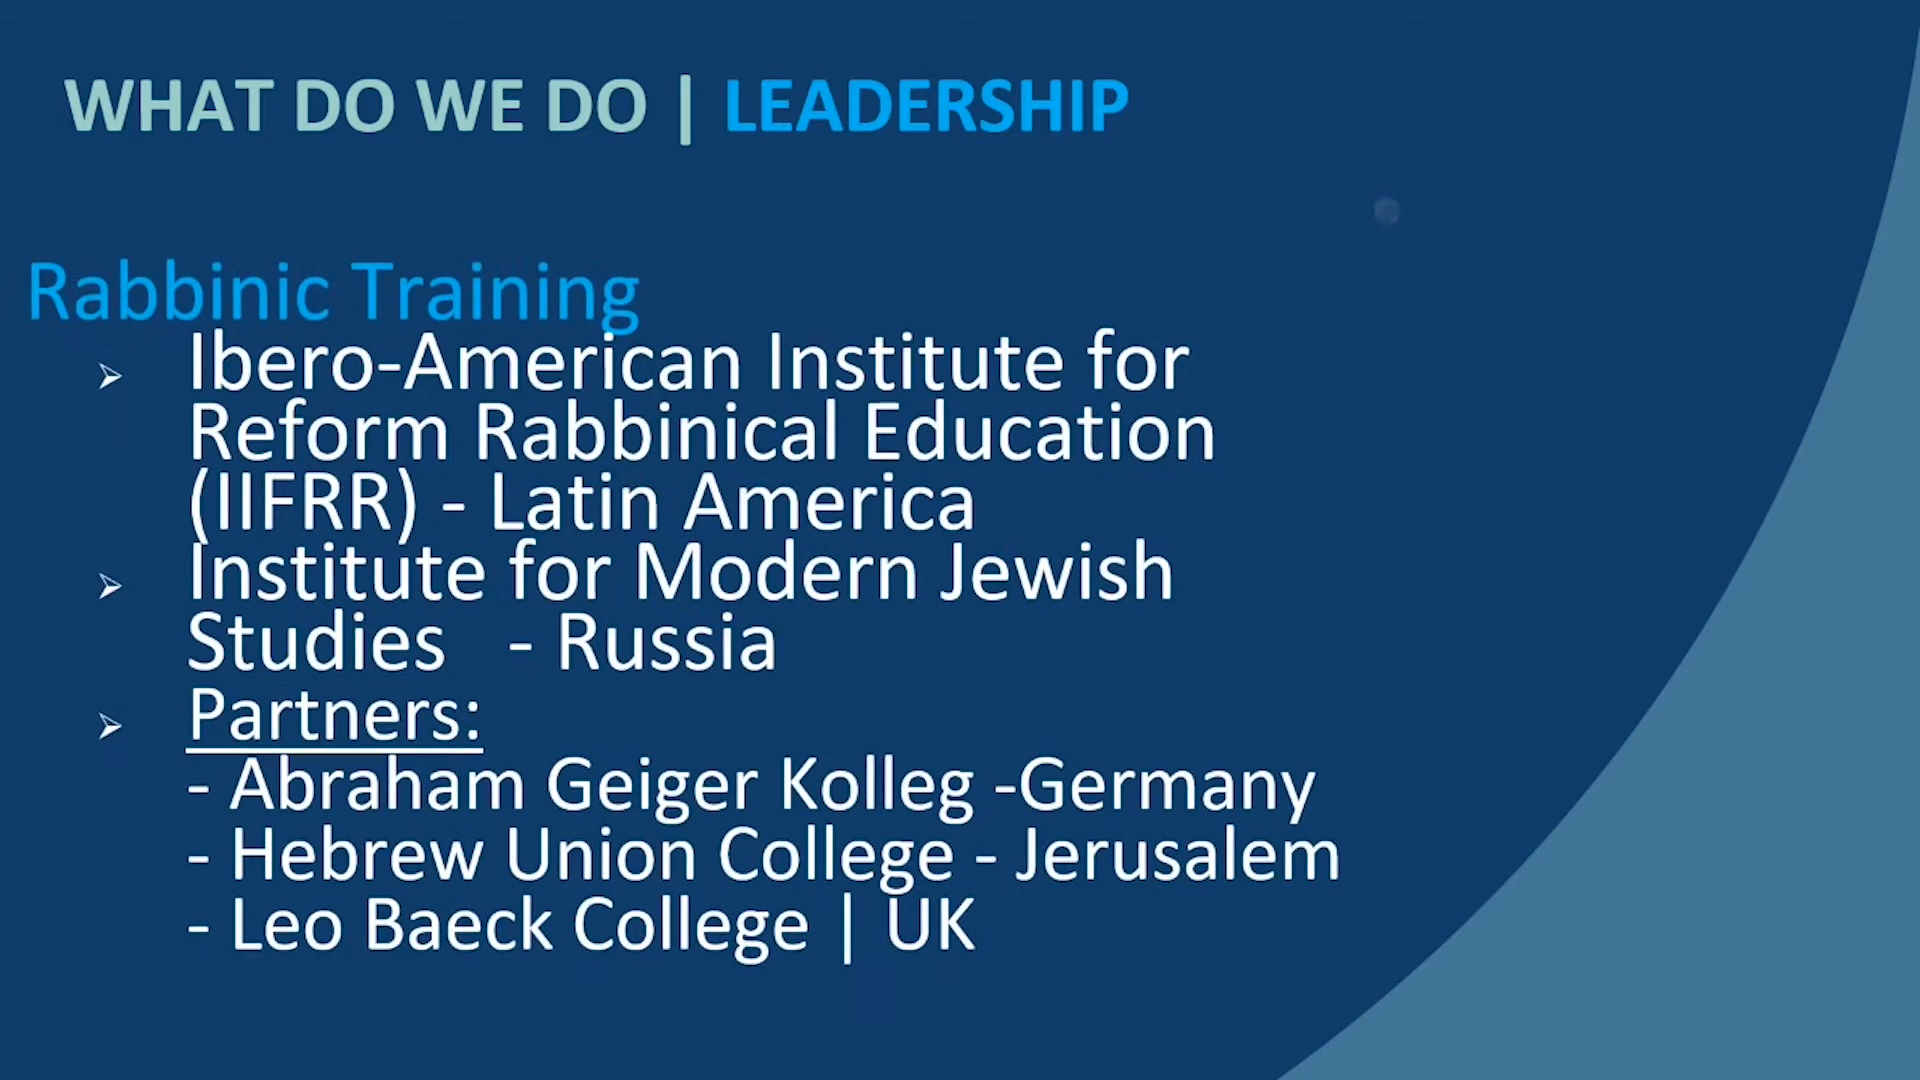 WHAT DO WE DO | LEADERSHIP
Rabbinic Training
➢ Ibero-American Institute for
Reform Rabbinical Education
(IIFRR) - Latin America
➢ Institute for Modern Jewish
Studies - Russia
➢ Partners:
- Abraham Geiger Kolleg -Germany
- Hebrew Union College - Jerusalem
- Leo Baeck College | UK